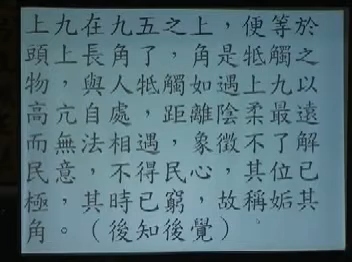 上九在九五之上，便等於
頭上長角了，角是牴觸之
物，與人牴觸如遇上九以
高亢自處，距離陰柔最遠
而無法相遇，象徵不了解
民意，不得民心，其位已
極，其時已窮，故稱姤其
角。（後知後覺）